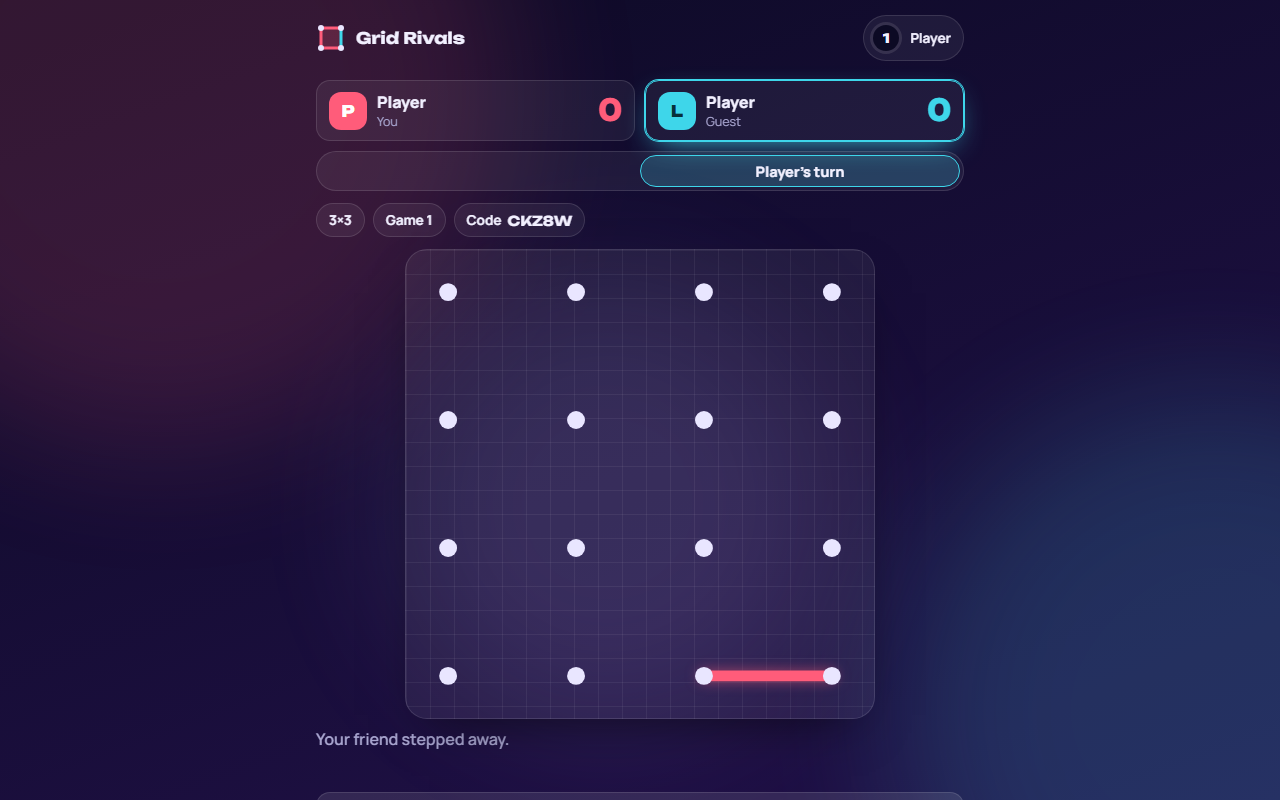 Grid Rivals
1 Player
P Player You 0
L Player Guest 0
Player's turn
3×3 Game 1 Code CKZ8W
Your friend stepped away.